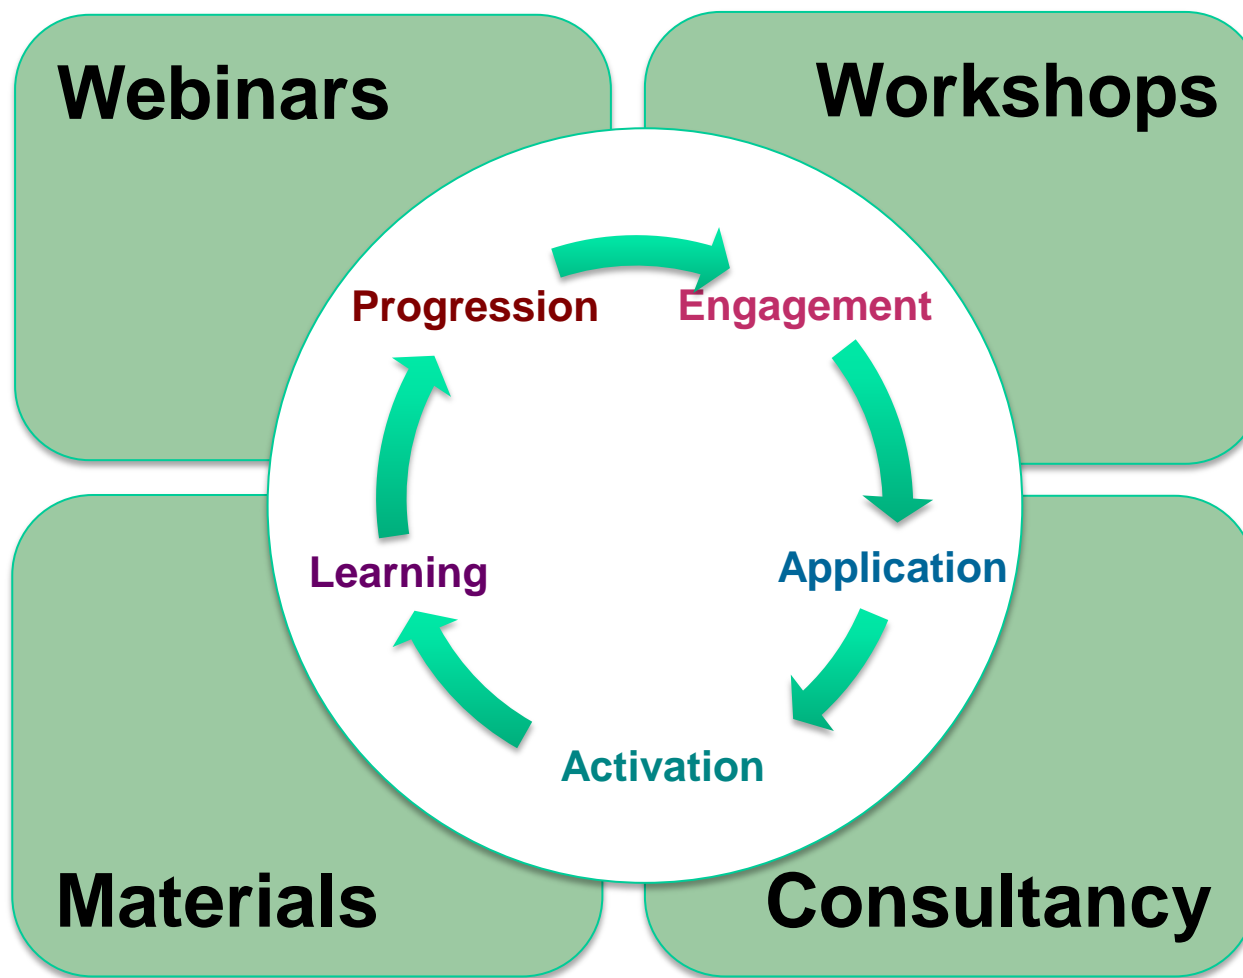 Webinars
Workshops
Progression
Engagement
Learning
Application
Activation
Materials
Consultancy